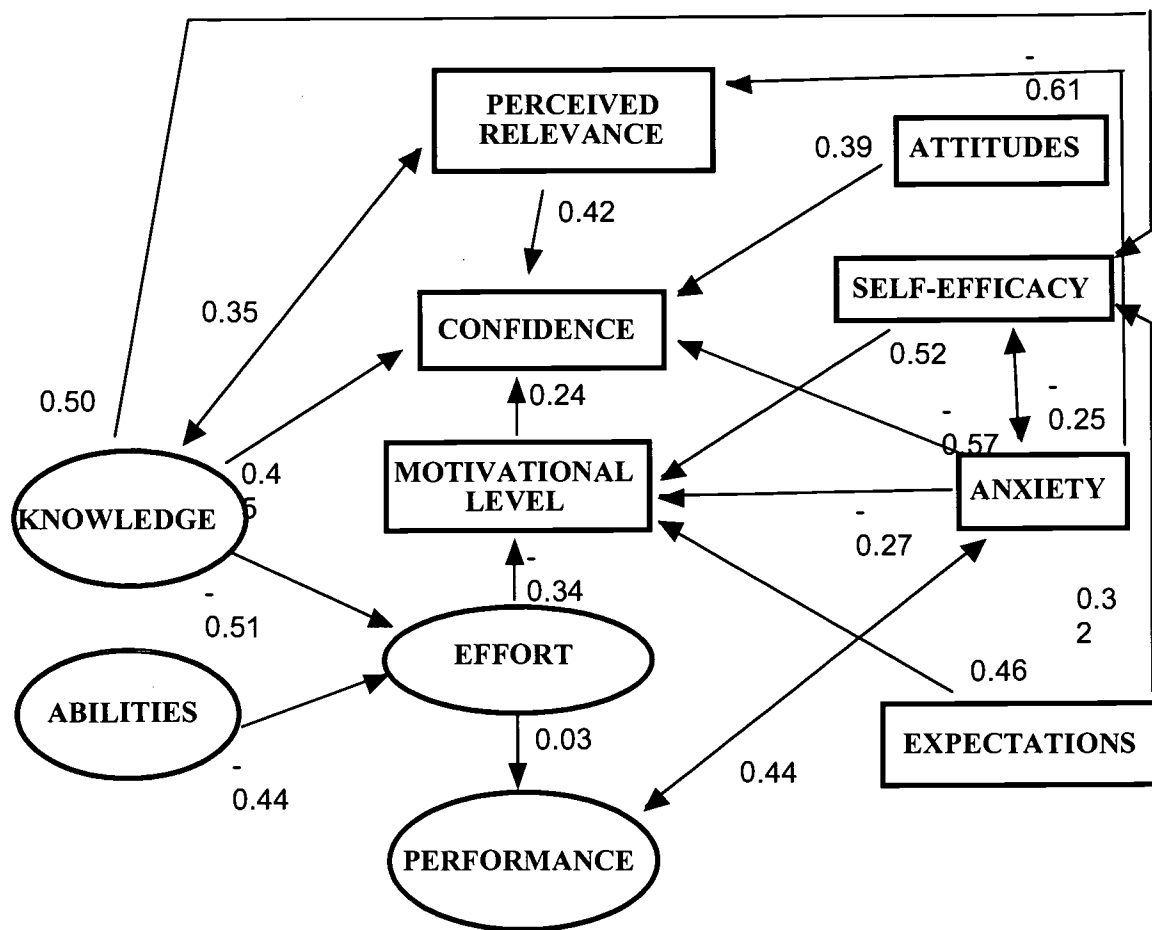 -
0.61
PERCEIVED
RELEVANCE
0.39
ATTITUDES
0.42
SELF-EFFICACY
0.35
CONFIDENCE
0.52
0.50
0.24
-
0.25
-
0.57
MOTIVATIONAL
LEVEL
0.4
5
ANXIETY
KNOWLEDGE
-
0.27
-
0.34
-
0.51
0.3
2
EFFORT
0.46
ABILITIES
0.03
EXPECTATIONS
-
0.44
0.44
PERFORMANCE